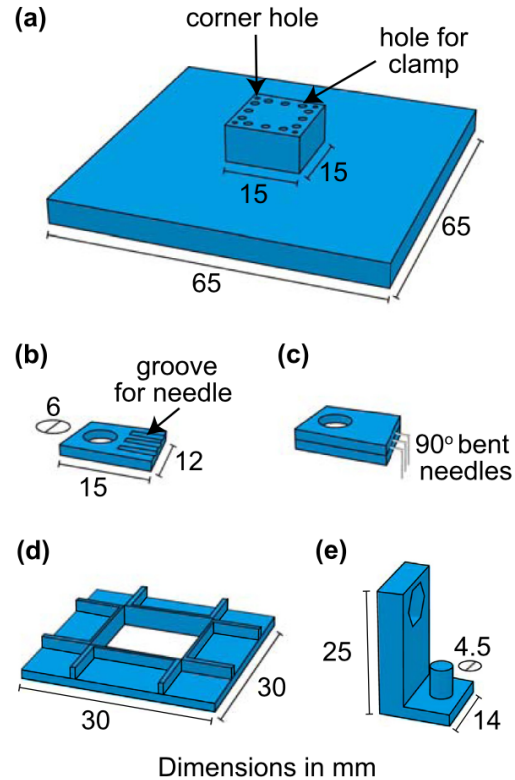 (a)
corner hole
hole for
clamp
15
15
65
65
(b)
groove
for needle
6
15
12
(c)
90° bent
needles
(d)
30
30
(e)
25
4.5
14
Dimensions in mm